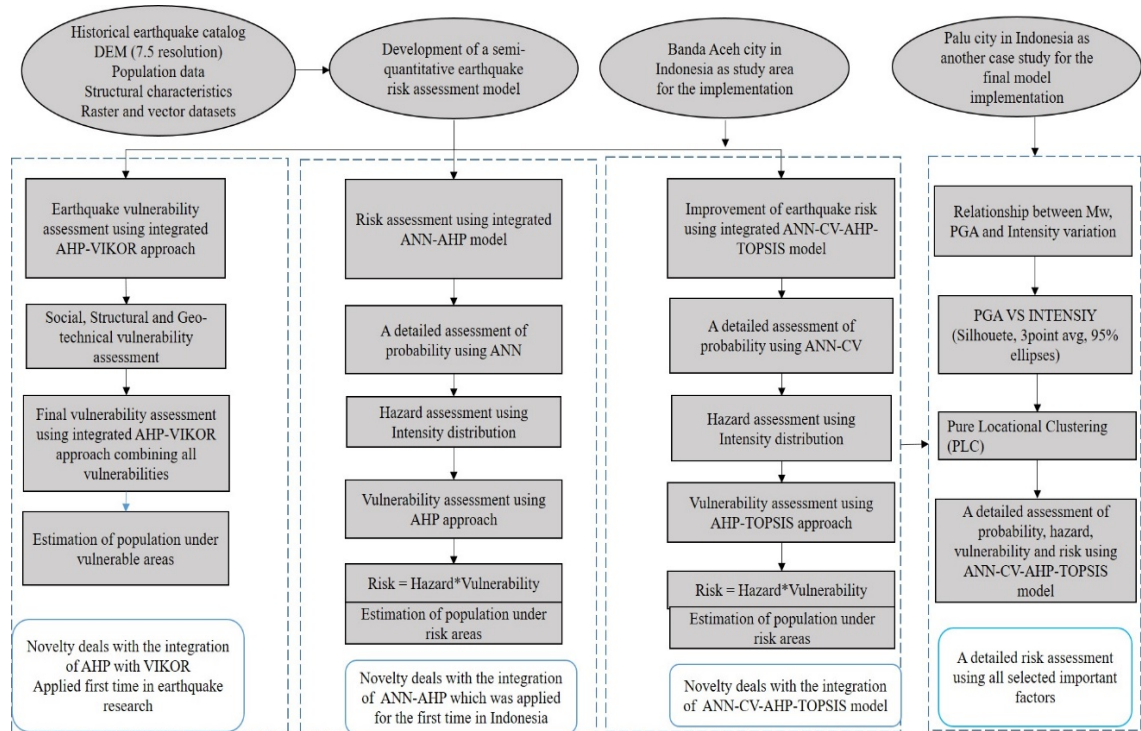 Historical earthquake catalog
DEM (7.5 resolution)
Population data
Structural characteristics
Raster and vector datasets
Development of a semi-
quantitative earthquake
risk assessment model
Banda Aceh city in
Indonesia as study area
for the implementation
Palu city in Indonesia as
another case study for the
final model
implementation
Earthquake vulnerability
assessment using integrated
AHP-VIKOR approach
Social, Structural and Geo-
technical vulnerability
assessment
Final vulnerability assessment
using integrated AHP-VIKOR
approach combining all
vulnerabilities
Estimation of population under
vulnerable areas
Novelty deals with the integration
of AHP with VIKOR
Applied first time in earthquake
research
Risk assessment using integrated
ANN-AHP model
A detailed assessment of
probability using ANN
Hazard assessment using
Intensity distribution
Vulnerability assessment using
AHP approach
Risk = Hazard*Vulnerability
Estimation of population under
risk areas
Novelty deals with the integration
of ANN-AHP which was applied
for the first time in Indonesia
Improvement of earthquake risk
using integrated ANN-CV-AHP-
TOPSIS model
A detailed assessment of
probability using ANN-CV
Hazard assessment using
Intensity distribution
Vulnerability assessment using
AHP-TOPSIS approach
Risk = Hazard*Vulnerability
Estimation of population under
risk areas
Novelty deals with the integration
of ANN-CV-AHP-TOPSIS model
Relationship between Mw,
PGA and Intensity variation
PGA VS INTENSIY
(Silhouete, 3point avg, 95%
ellipses)
Pure Locational Clustering
(PLC)
A detailed assessment of
probability, hazard,
vulnerability and risk using
ANN-CV-AHP-TOPSIS
model
A detailed risk assessment
using all selected important
factors